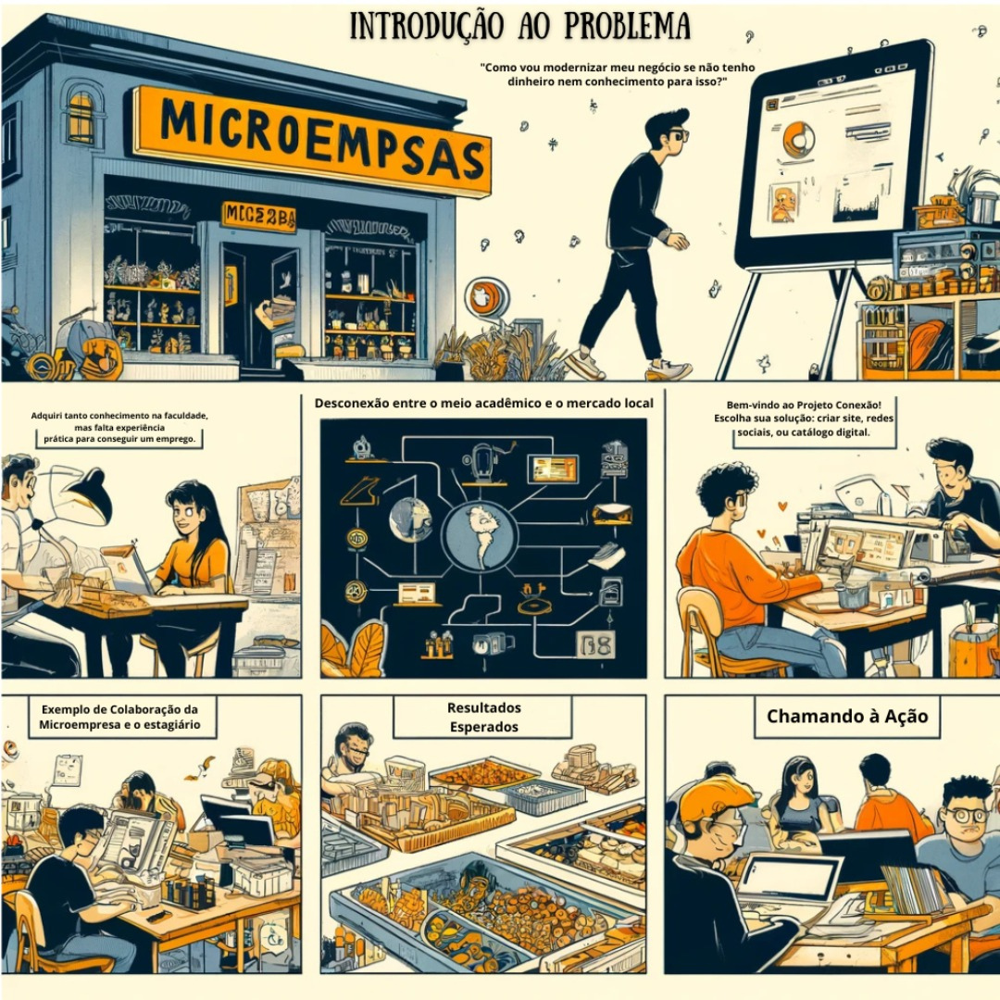 INTRODUÇÃO AO PROBLEMA
"Como vou modernizar meu negócio se não tenho
dinheiro nem conhecimento para isso?"
MICROEMPSAS
Adquiri tanto conhecimento na faculdade,
mas falta experiência
prática para conseguir um emprego.
Desconexão entre o meio acadêmico e o mercado local
Bem-vindo ao Projeto Conexão!
Escolha sua solução: criar site, redes
sociais, ou catálogo digital.
Exemplo de Colaboração da
Microempresa e o estagiário
Resultados
Esperados
Chamando à Ação